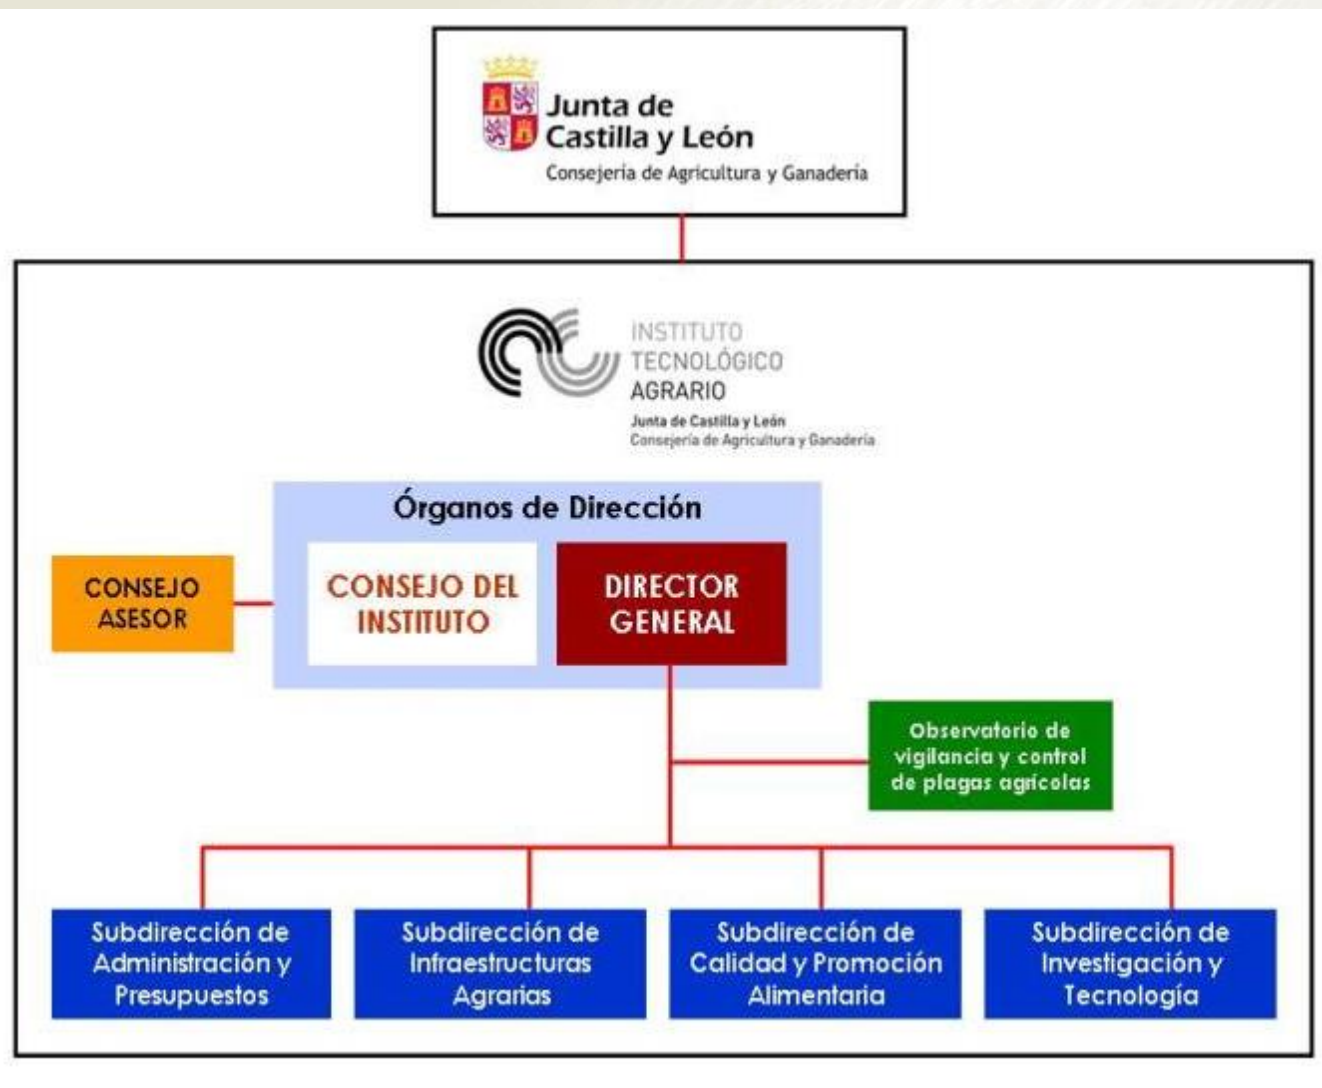 Junta de
Castilla y León
Consejería de Agricultura y Ganadería
INSTITUTO
TECNOLÓGICO
AGRARIO
Junta de Castilla y León
Consejería de Agricultura y Ganadería
Órganos de Dirección
CONSEJO
ASESOR
CONSEJO DEL
INSTITUTO
DIRECTOR
GENERAL
Observatorio de
vigilancia y control
de plagas agrícolas
Subdirección de
Administración y
Presupuestos
Subdirección de
Infraestructuras
Agrarias
Subdirección de
Calidad y Promoción
Alimentaria
Subdirección de
Investigación y
Tecnología